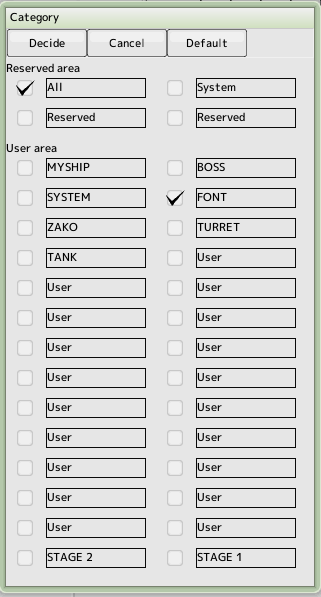 Category
Decide Cancel Default
Reserved area
All System
Reserved Reserved
User area
MYSHIP BOSS
SYSTEM FONT
ZAKO TURRET
TANK User
User User
User User
User User
User User
User User
User User
User User
User User
User User
STAGE 2 STAGE 1